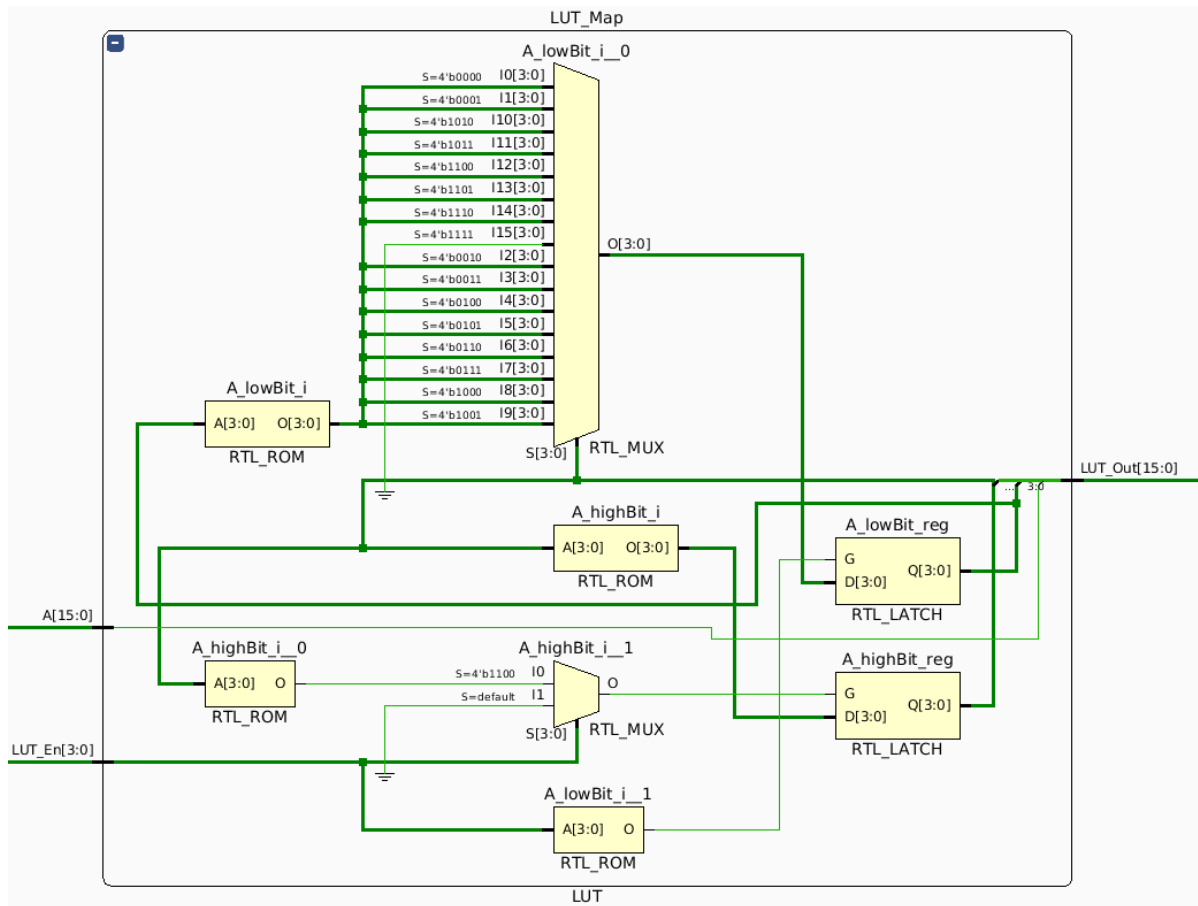 LUT_Map
−
A_lowBit_i__0
S=4'b0000 I0[3:0]
S=4'b0001 I1[3:0]
S=4'b1010 I10[3:0]
S=4'b1011 I11[3:0]
S=4'b1100 I12[3:0]
S=4'b1101 I13[3:0]
S=4'b1110 I14[3:0]
S=4'b1111 I15[3:0]
S=4'b0010 I2[3:0]
S=4'b0011 I3[3:0]
S=4'b0100 I4[3:0]
S=4'b0101 I5[3:0]
S=4'b0110 I6[3:0]
S=4'b0111 I7[3:0]
S=4'b1000 I8[3:0]
S=4'b1001 I9[3:0]
O[3:0]
S[3:0] RTL_MUX
A_lowBit_i
A[3:0] O[3:0]
RTL_ROM
LUT_Out[15:0]
... 3:0
A_highBit_i
A[3:0] O[3:0]
RTL_ROM
A_lowBit_reg
G
D[3:0] Q[3:0]
RTL_LATCH
A[15:0]
A_highBit_i__0
A[3:0] O
RTL_ROM
A_highBit_i__1
S=4'b1100 I0
S=default I1
O
S[3:0] RTL_MUX
A_highBit_reg
G
D[3:0] Q[3:0]
RTL_LATCH
LUT_En[3:0]
A_lowBit_i__1
A[3:0] O
RTL_ROM
LUT